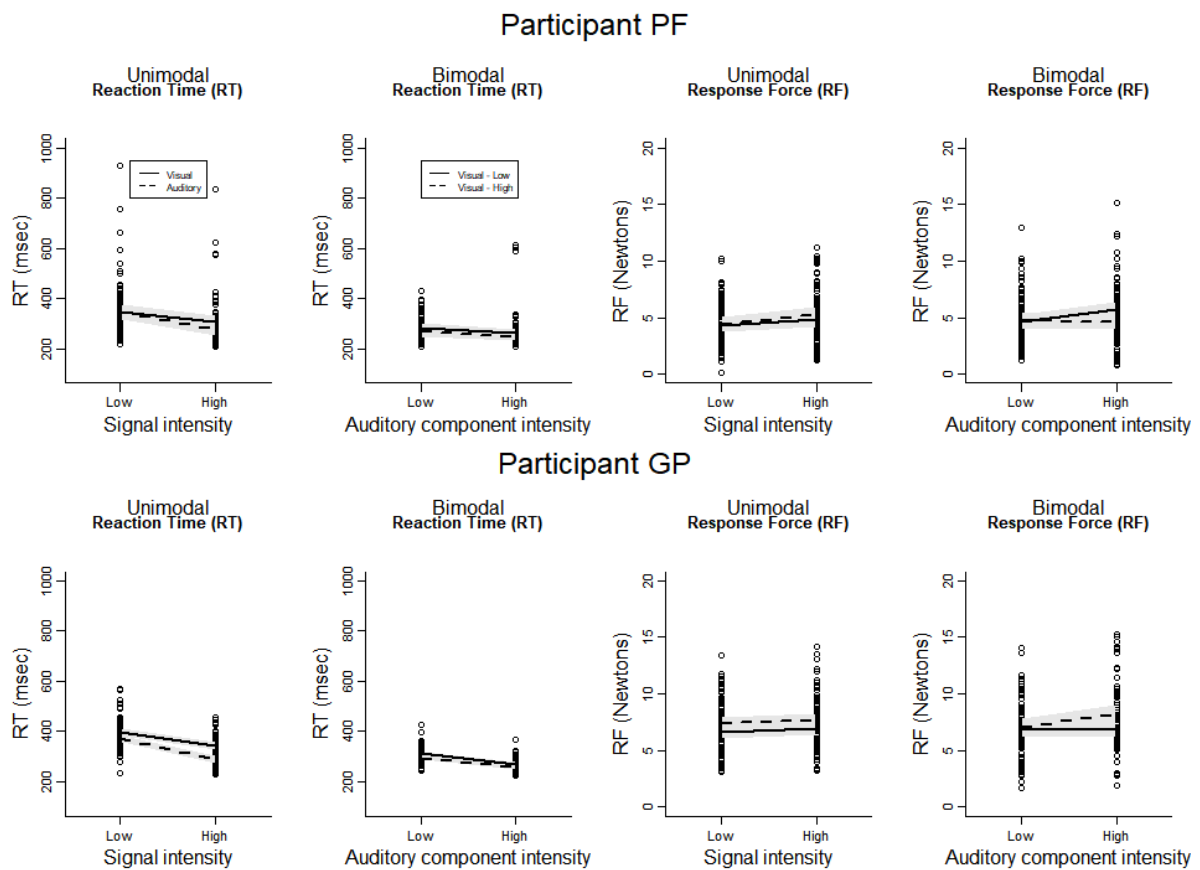 Participant PF
Unimodal
Reaction Time (RT)
RT (msec)
1000
800
600
400
200
Visual
Auditory
Low
High
Signal intensity
Bimodal
Reaction Time (RT)
RT (msec)
1000
800
600
400
200
Visual - Low
Visual - High
Low
High
Auditory component intensity
Unimodal
Response Force (RF)
RF (Newtons)
20
15
10
5
0
Low
High
Signal intensity
Bimodal
Response Force (RF)
RF (Newtons)
20
15
10
5
0
Low
High
Auditory component intensity
Participant GP
Unimodal
Reaction Time (RT)
RT (msec)
1000
800
600
400
200
Low
High
Signal intensity
Bimodal
Reaction Time (RT)
RT (msec)
1000
800
600
400
200
Low
High
Auditory component intensity
Unimodal
Response Force (RF)
RF (Newtons)
20
15
10
5
0
Low
High
Signal intensity
Bimodal
Response Force (RF)
RF (Newtons)
20
15
10
5
0
Low
High
Auditory component intensity